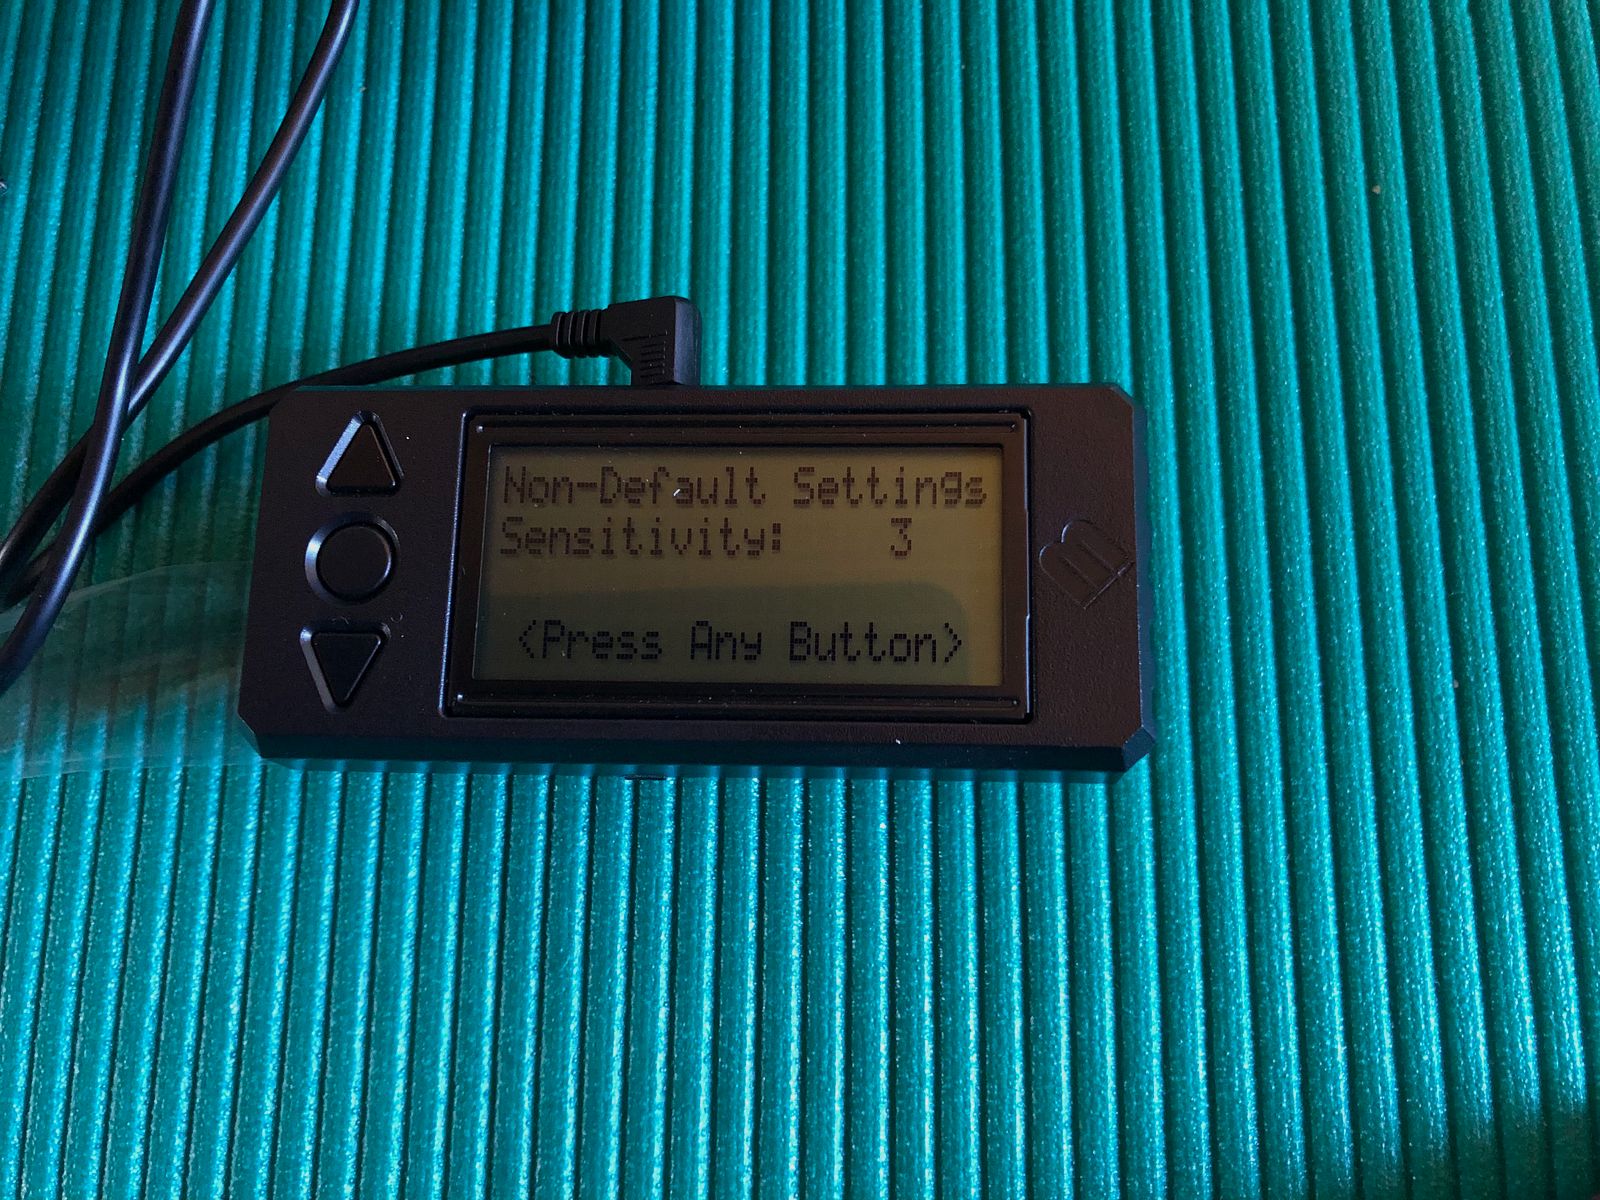 Non-Default Settings
Sensitivity: 3
<Press Any Button>
B